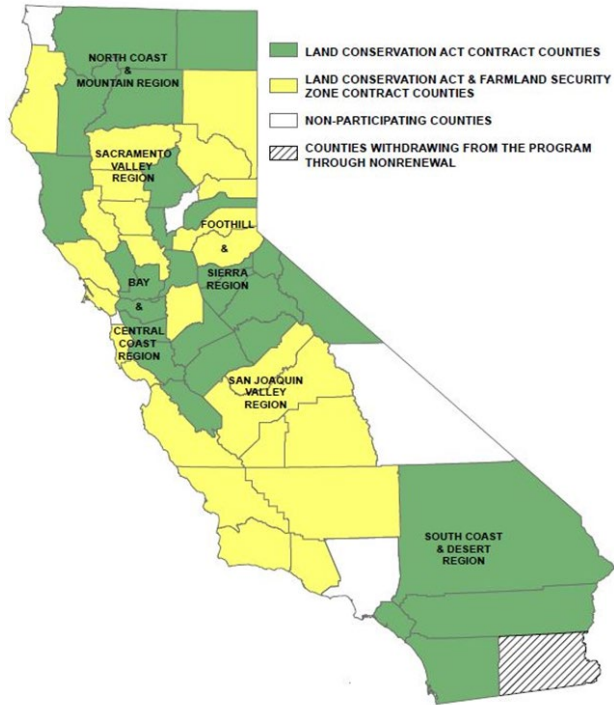 LAND CONSERVATION ACT CONTRACT COUNTIES
LAND CONSERVATION ACT & FARMLAND SECURITY
ZONE CONTRACT COUNTIES
NON-PARTICIPATING COUNTIES
COUNTIES WITHDRAWING FROM THE PROGRAM
THROUGH NONRENEWAL
NORTH COAST
&
MOUNTAIN REGION
SACRAMENTO
VALLEY
REGION
FOOTHILL
&
SIERRA
REGION
BAY
&
CENTRAL
COAST
REGION
SAN JOAQUIN
VALLEY
REGION
SOUTH COAST
& DESERT
REGION